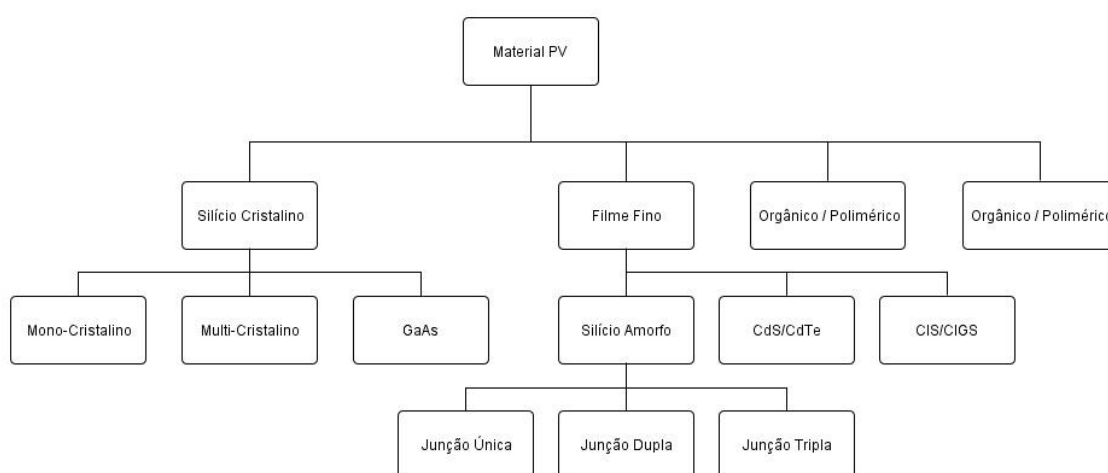 Material PV
Silício Cristalino
Filme Fino
Orgânico / Polimérico
Orgânico / Polimérico
Mono-Cristalino
Multi-Cristalino
GaAs
Silício Amorfo
CdS/CdTe
CIS/CIGS
Junção Única
Junção Dupla
Junção Tripla